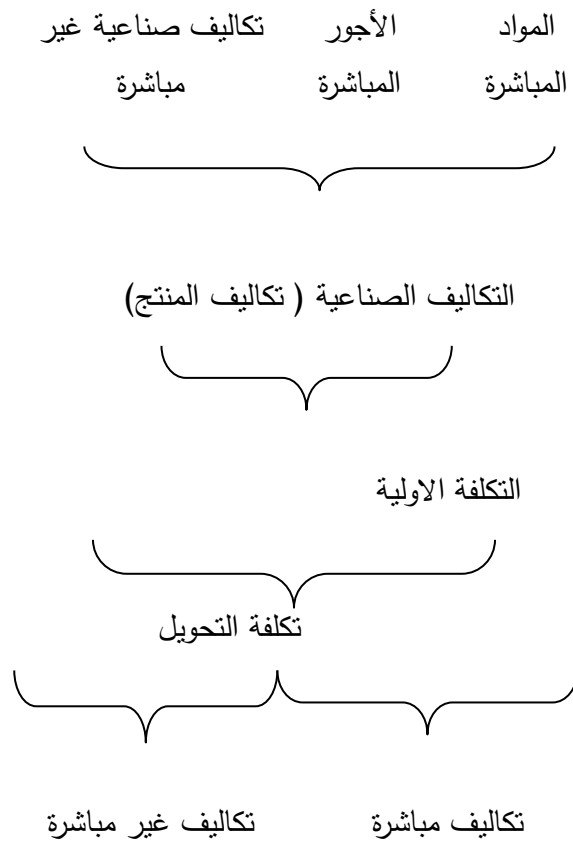 المواد الأجور تكاليف صناعية غير
المباشرة المباشرة مباشرة
التكاليف الصناعية ( تكاليف المنتج)
التكلفة الاولية
تكلفة التحويل
تكاليف مباشرة تكاليف غير مباشرة